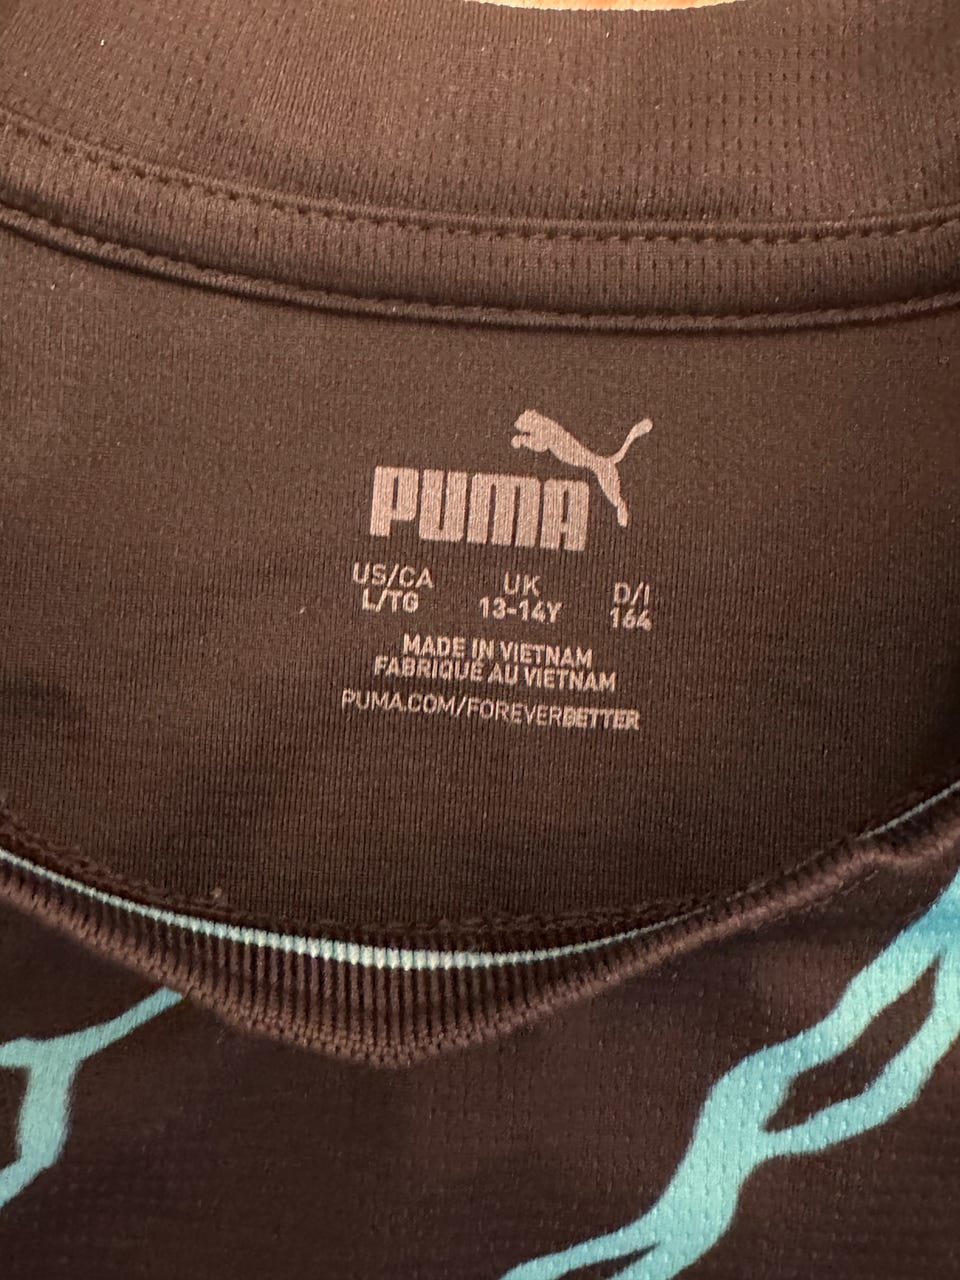 PUMA
US/CA UK D/I
L/TG 13-14Y 164
MADE IN VIETNAM
FABRIQUÉ AU VIETNAM
PUMA.COM/FOREVERBETTER